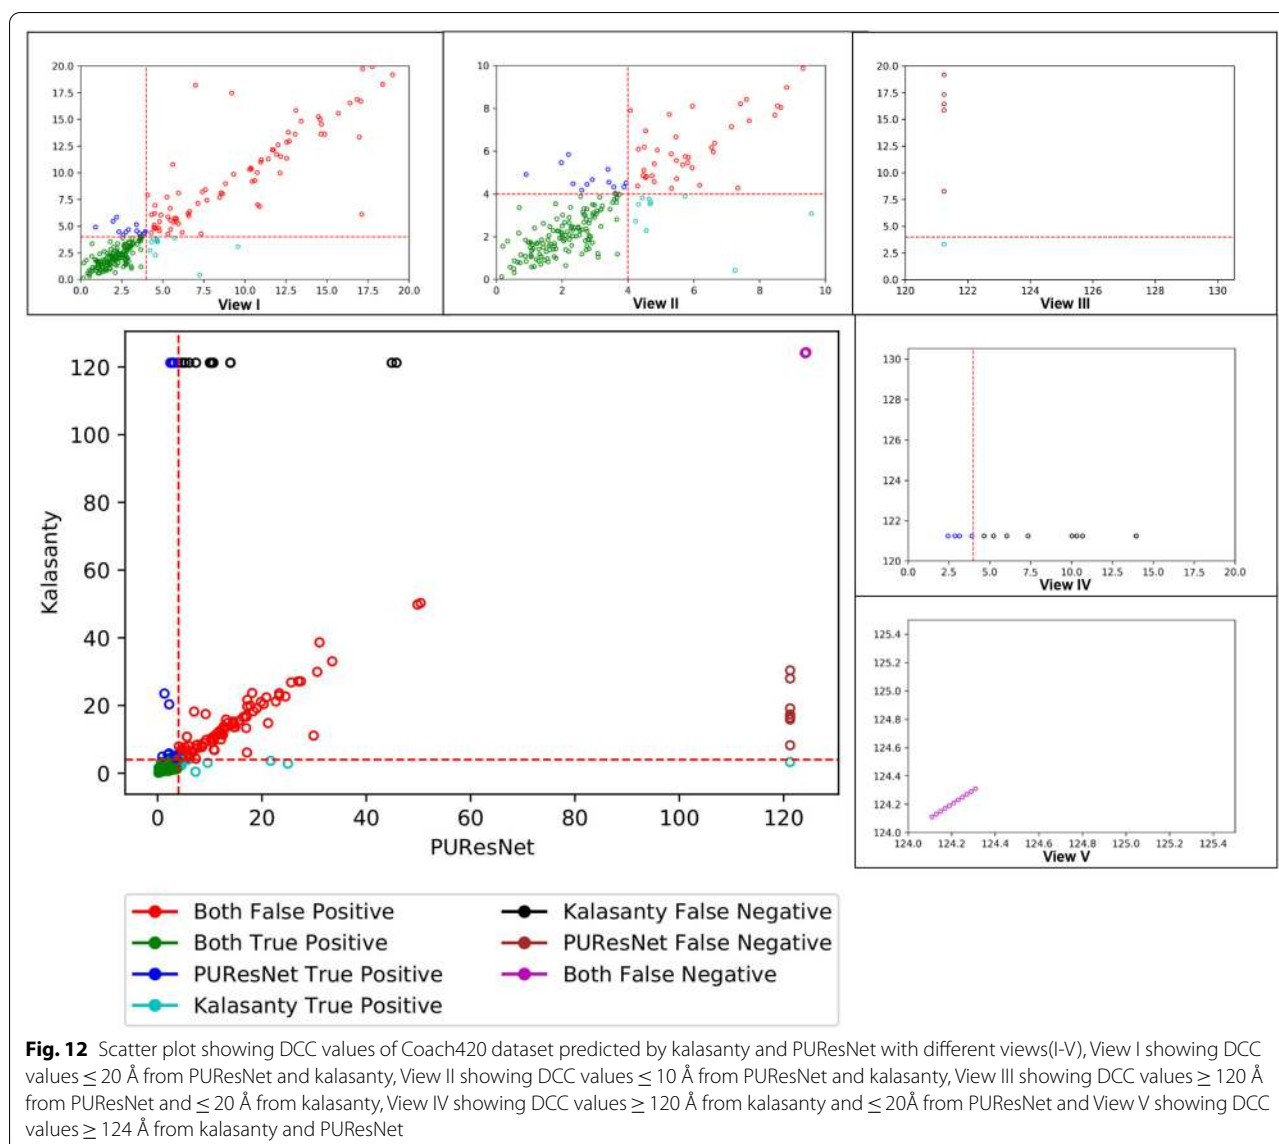 20.0
17.5
15.0
12.5
10.0
7.5
5.0
2.5
0.0
0.0 2.5 5.0 7.5 10.0 12.5 15.0 17.5 20.0
View I
10
8
6
4
2
0
0 2 4 6 8 10
View II
20.0
17.5
15.0
12.5
10.0
7.5
5.0
2.5
0.0
120 122 124 126 128 130
View III
120
100
80
60
40
20
0
Kalasanty
0 20 40 60 80 100 120
PUResNet
130
128
126
124
122
120
0.0 2.5 5.0 7.5 10.0 12.5 15.0 17.5 20.0
View IV
125.4
125.2
125.0
124.8
124.6
124.4
124.2
124.0
124.0 124.2 124.4 124.6 124.8 125.0 125.2 125.4
View V
Both False Positive
Both True Positive
PUResNet True Positive
Kalasanty True Positive
Kalasanty False Negative
PUResNet False Negative
Both False Negative
Fig. 12 Scatter plot showing DCC values of Coach420 dataset predicted by kalasanty and PUResNet with different views(I-V), View I showing DCC
values ≤ 20 Å from PUResNet and kalasanty, View II showing DCC values ≤ 10 Å from PUResNet and kalasanty, View III showing DCC values ≥ 120 Å
from PUResNet and ≤ 20 Å from kalasanty, View IV showing DCC values ≥ 120 Å from kalasanty and ≤ 20Å from PUResNet and View V showing DCC
values ≥ 124 Å from kalasanty and PUResNet